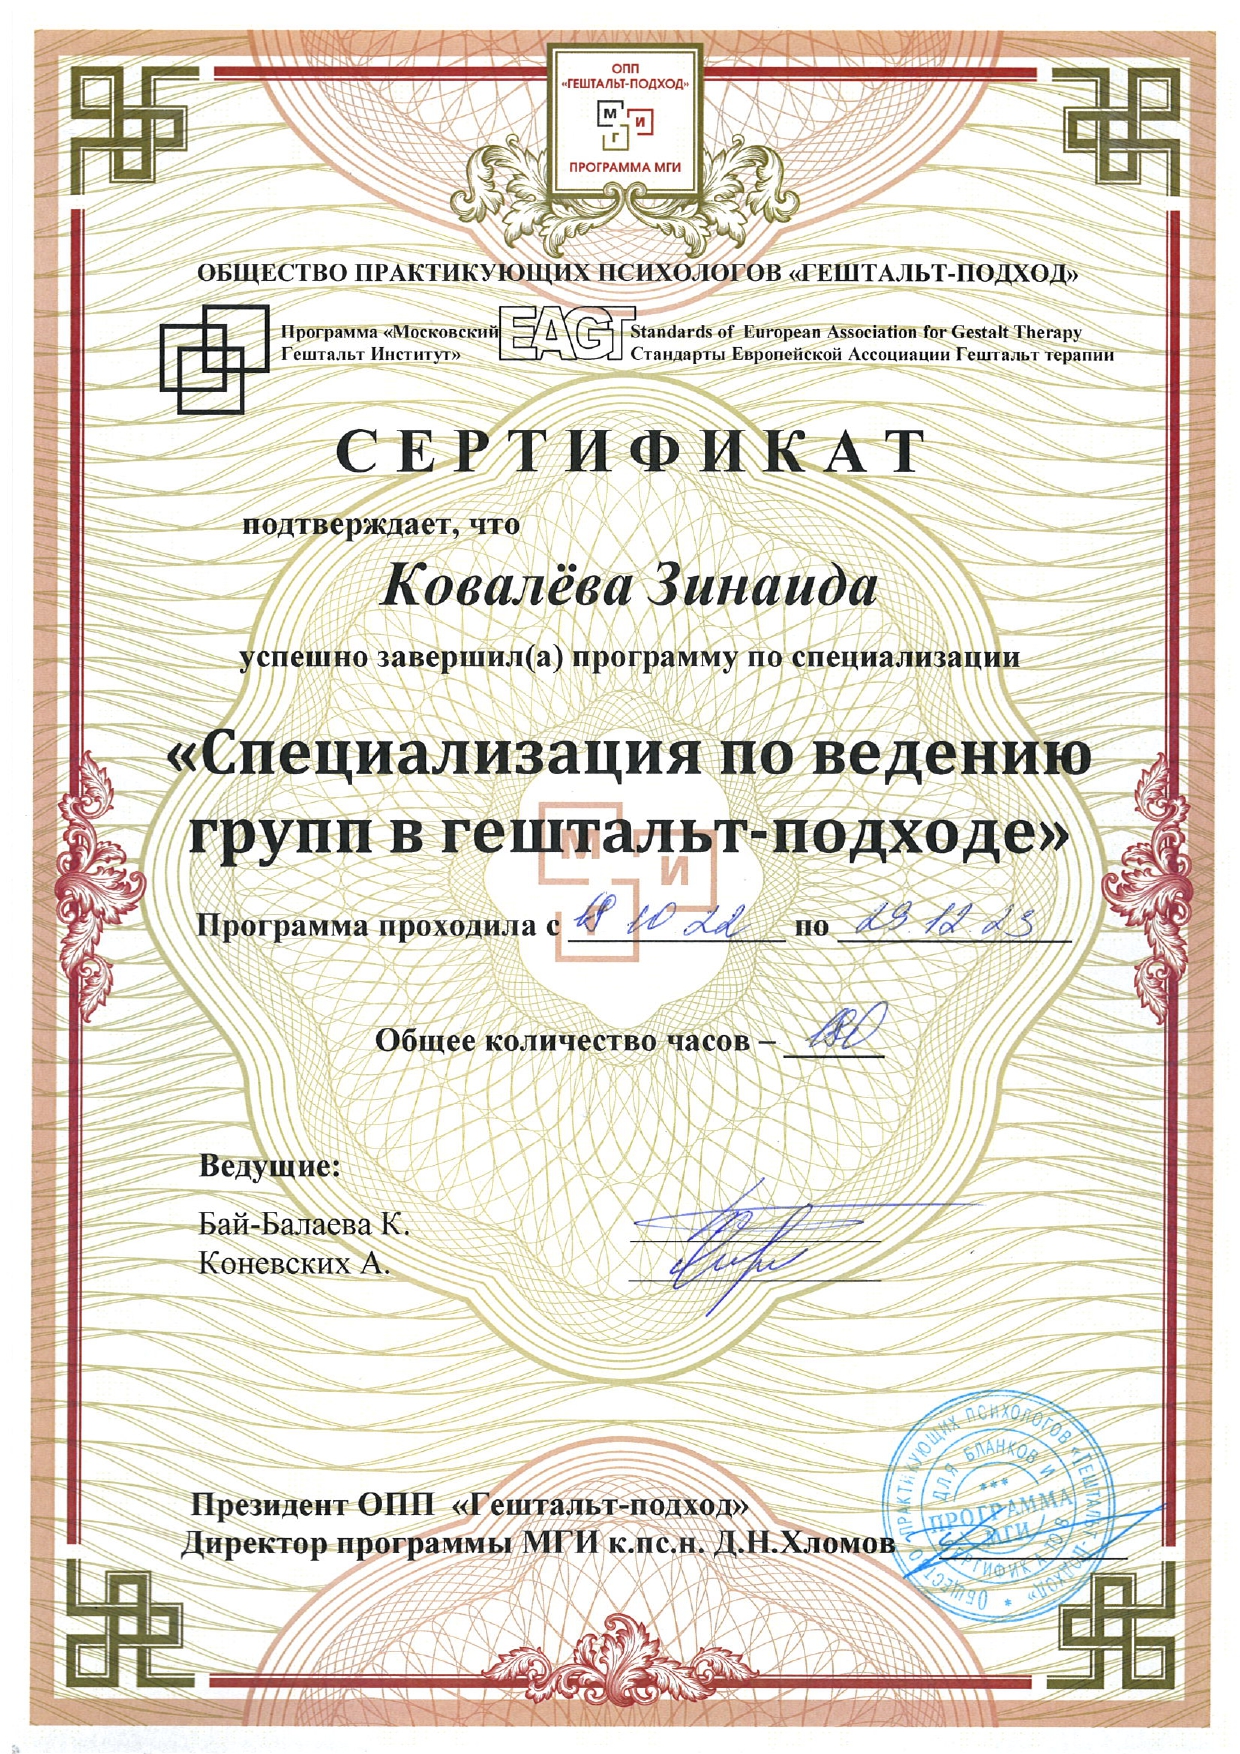 ОПП
«ГЕШТАЛЬТ-ПОДХОД»
М И
Г
ПРОГРАММА МГИ
ОБЩЕСТВО ПРАКТИКУЮЩИХ ПСИХОЛОГОВ «ГЕШТАЛЬТ-ПОДХОД»
Программа «Московский Гештальт Институт»
EAGT
Standards of European Association for Gestalt Therapy
Стандарты Европейской Ассоциации Гештальт терапии
СЕРТИФИКАТ
подтверждает, что
Ковалёва Зинаида
успешно завершил(а) программу по специализации
«Специализация по ведению
групп в гештальт-подходе»
М И
Г
Программа проходила с 10 22 по 29.12.23
Общее количество часов –
Ведущие:
Бай-Балаева К.
Коневских А.
Президент ОПП «Гештальт-подход»
Директор программы МГИ к.пс.н. Д.Н.Хломов
ОБЩЕСТВО ПРАКТИКУЮЩИХ ПСИХОЛОГОВ «ГЕШТАЛЬТ-ПОДХОД»
ДЛЯ БЛАНКОВ И СЕРТИФИКАТОВ
ПРОГРАММА
МГИ